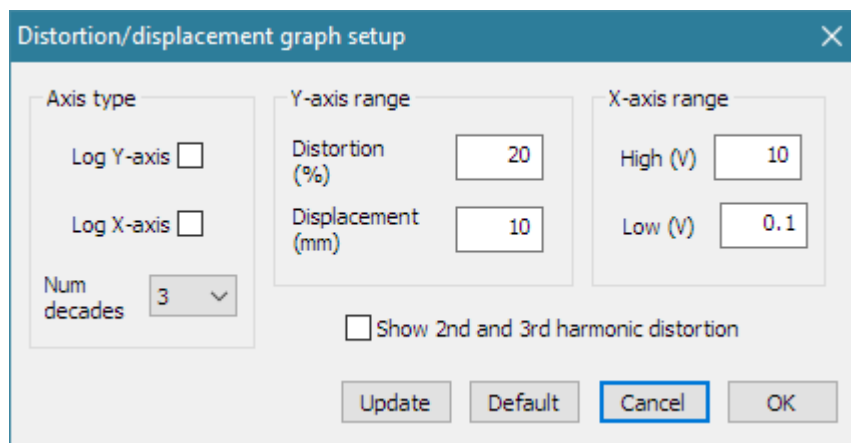 Distortion/displacement graph setup
Axis type
Log Y-axis
Log X-axis
Num
decades
3
Y-axis range
Distortion
(%)
20
Displacement
(mm)
10
X-axis range
High (V)
10
Low (V)
0.1
Show 2nd and 3rd harmonic distortion
Update
Default
Cancel
OK